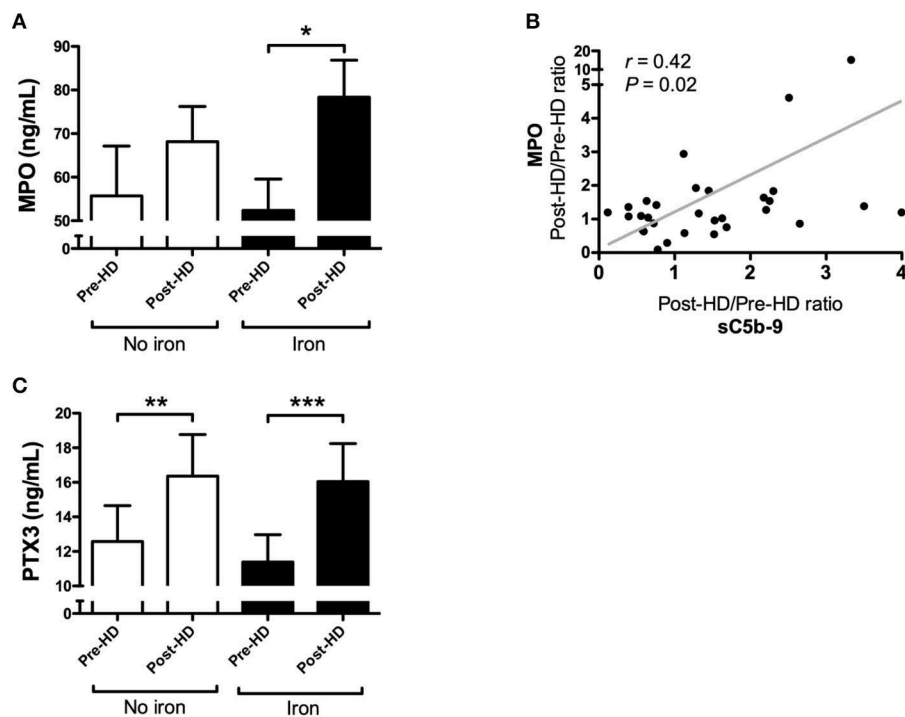 A
*
90
80
70
60
50
0
MPO (ng/mL)
Pre-HD
Post-HD
Pre-HD
Post-HD
No iron
Iron
B
r = 0.42
P = 0.02
20
10
5
4
3
2
1
0
MPO
Post-HD/Pre-HD ratio
0
1
2
3
4
Post-HD/Pre-HD ratio
sC5b-9
C
**
***
20
18
16
14
12
10
0
PTX3 (ng/mL)
Pre-HD
Post-HD
Pre-HD
Post-HD
No iron
Iron